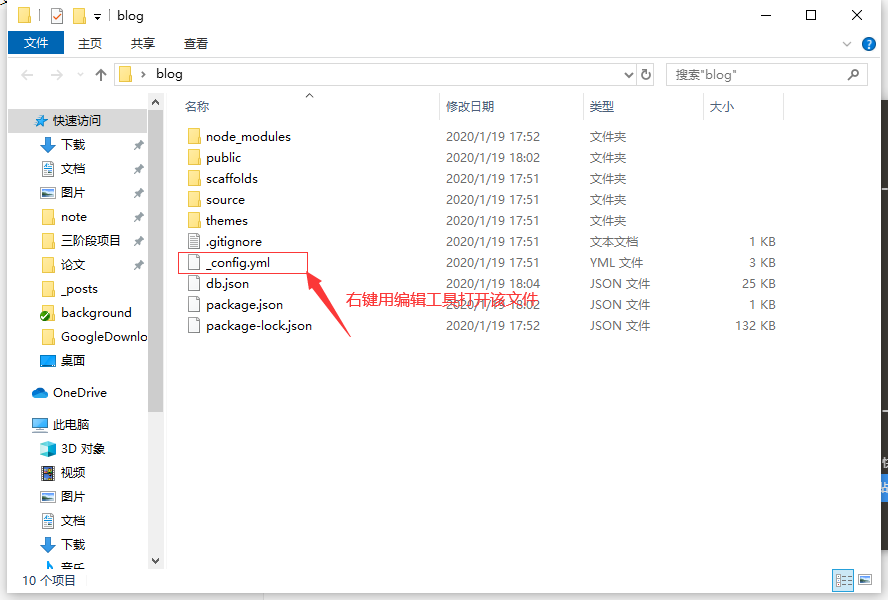 blog
文件 主页 共享 查看
blog
搜索"blog"
名称 修改日期 类型 大小
快速访问
下载
文档
图片
note
三阶段项目
论文
_posts
background
GoogleDownlo
桌面
OneDrive
此电脑
3D 对象
视频
图片
文档
下载
音乐
node_modules 2020/1/19 17:52 文件夹
public 2020/1/19 18:02 文件夹
scaffolds 2020/1/19 17:51 文件夹
source 2020/1/19 17:51 文件夹
themes 2020/1/19 17:51 文件夹
.gitignore 2020/1/19 17:51 文本文档 1 KB
_config.yml 2020/1/19 17:51 YML 文件 3 KB
db.json 2020/1/19 18:04 JSON 文件 25 KB
右键用编辑工具打开该文件
package.json 2020/1/19 18:02 JSON 文件 1 KB
package-lock.json 2020/1/19 17:52 JSON 文件 132 KB
10 个项目